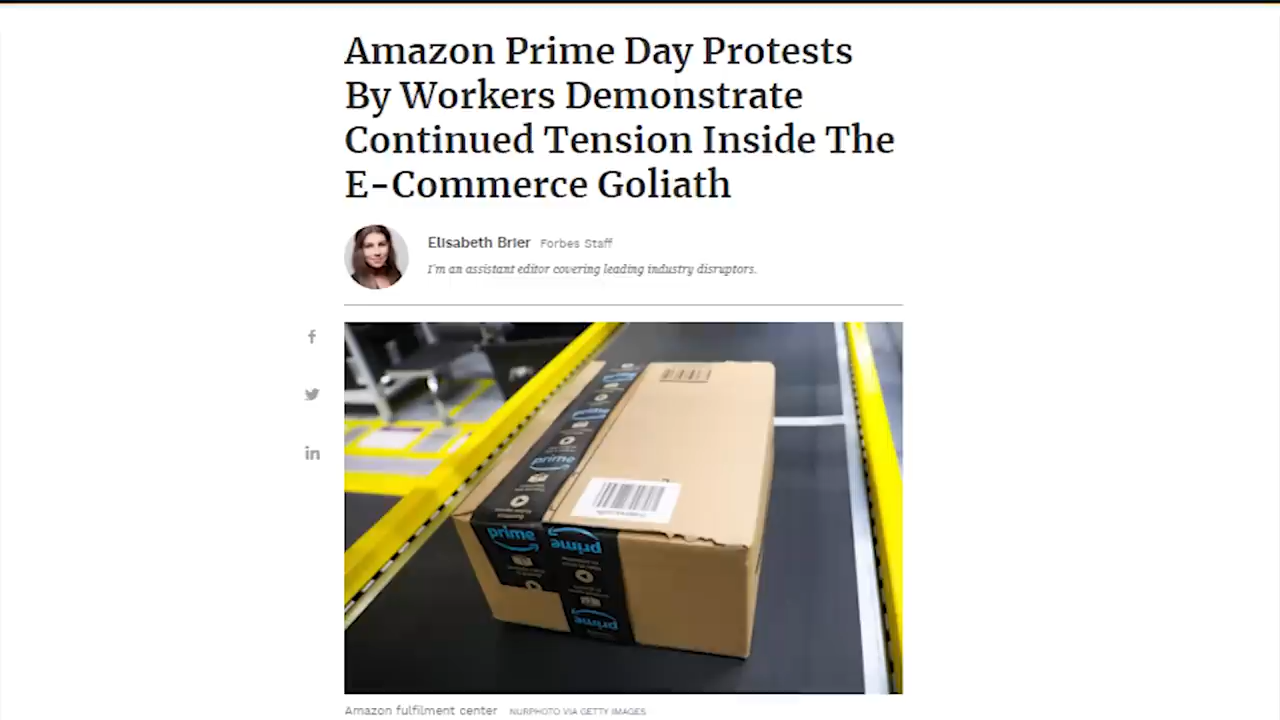 Amazon Prime Day Protests
By Workers Demonstrate
Continued Tension Inside The
E-Commerce Goliath
Elisabeth Brier Forbes Staff
I'm an assistant editor covering leading industry disruptors.
prime
prime
prime
prime
Amazon fulfilment center NURPHOTO VIA GETTY IMAGES